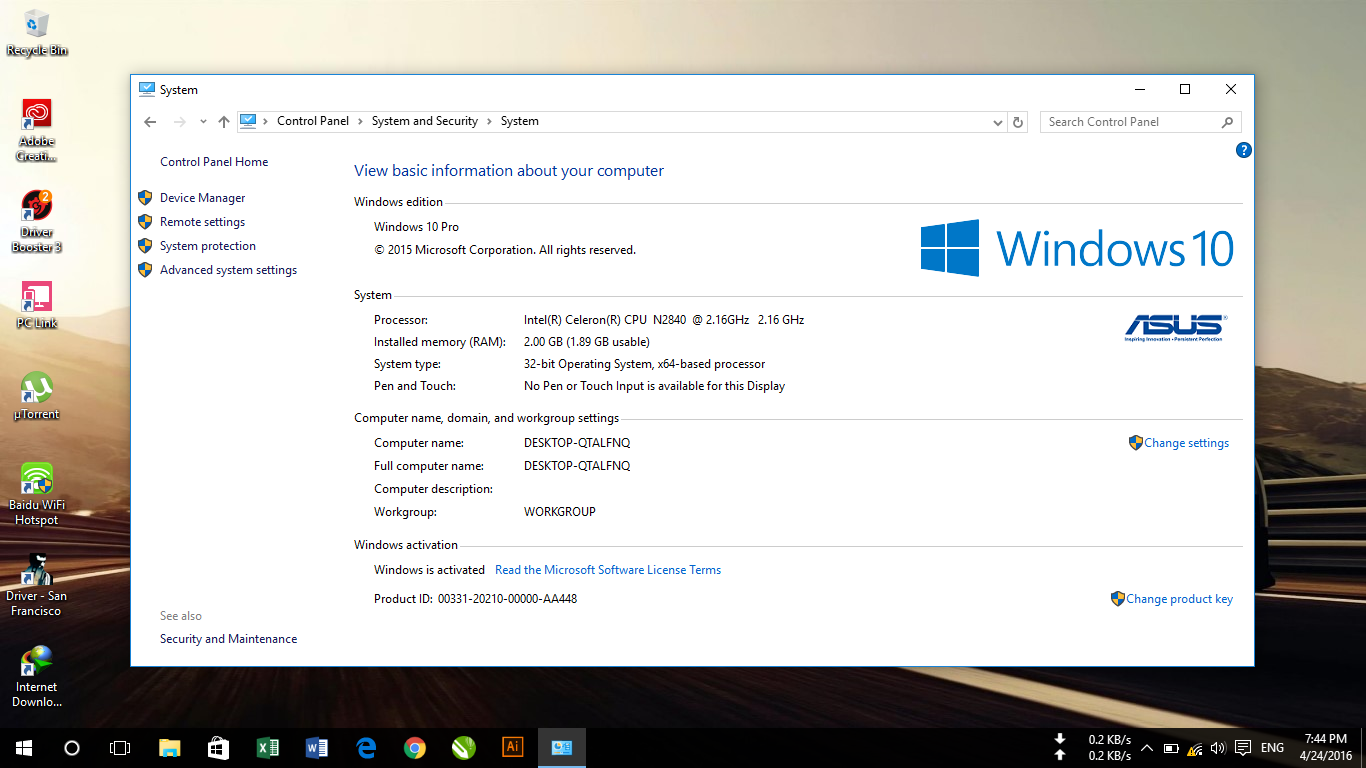 Recycle Bin
Adobe
Creati...
Driver
Booster 3
PC Link
µTorrent
Baidu WiFi
Hotspot
Driver - San
Francisco
Internet
Downlo...
System
Control Panel > System and Security > System
Search Control Panel
Control Panel Home
Device Manager
Remote settings
System protection
Advanced system settings
See also
Security and Maintenance
View basic information about your computer
Windows edition
Windows 10 Pro
© 2015 Microsoft Corporation. All rights reserved.
Windows 10
System
Processor: Intel(R) Celeron(R) CPU N2840 @ 2.16GHz 2.16 GHz
Installed memory (RAM): 2.00 GB (1.89 GB usable)
System type: 32-bit Operating System, x64-based processor
Pen and Touch: No Pen or Touch Input is available for this Display
ASUS
Inspiring Innovation • Persistent Perfection
Computer name, domain, and workgroup settings
Computer name: DESKTOP-QTALFNQ
Change settings
Full computer name: DESKTOP-QTALFNQ
Computer description:
Workgroup: WORKGROUP
Windows activation
Windows is activated Read the Microsoft Software License Terms
Product ID: 00331-20210-00000-AA448
Change product key
Ai
0.2 KB/s
0.2 KB/s
ENG
7:44 PM
4/24/2016